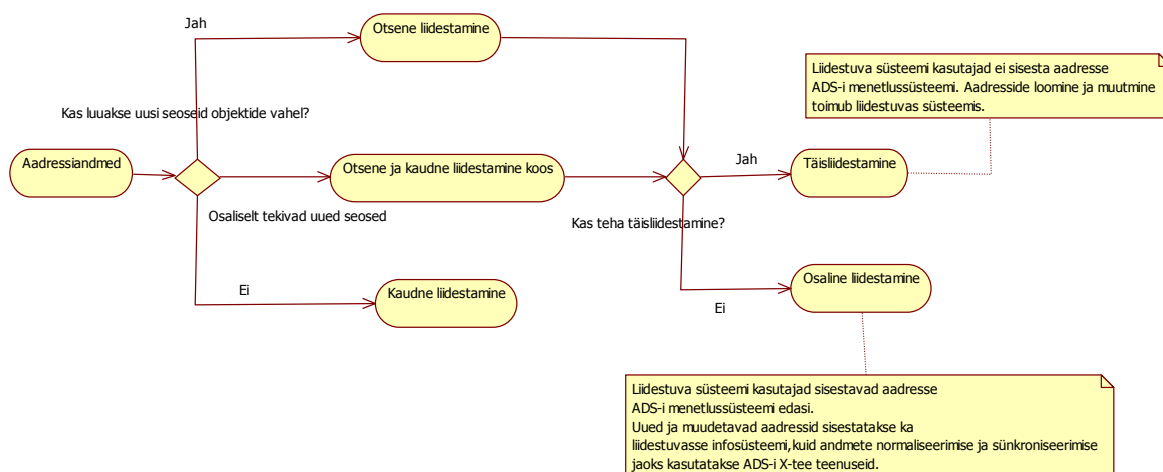 Jah
Otsene liidestamine
Liidestuva süsteemi kasutajad ei sisesta aadresse
ADS-i menetlussüsteemi. Aadresside loomine ja muutmine
toimub liidestuvas süsteemis.
Kas luuakse uusi seoseid objektide vahel?
Aadressiandmed
Otsene ja kaudne liidestamine koos
Jah
Täisliidestamine
Osaliselt tekivad uued seosed
Kas teha täisliidestamine?
Ei
Kaudne liidestamine
Osaline liidestamine
Ei
Liidestuva süsteemi kasutajad sisestavad aadresse
ADS-i menetlussüsteemi edasi.
Uued ja muudetavad aadressid sisestatakse ka
liidestuvasse infosüsteemi,kuid andmete normaliseerimise ja sünkroniseerimise
jaoks kasutatakse ADS-i X-tee teenuseid.